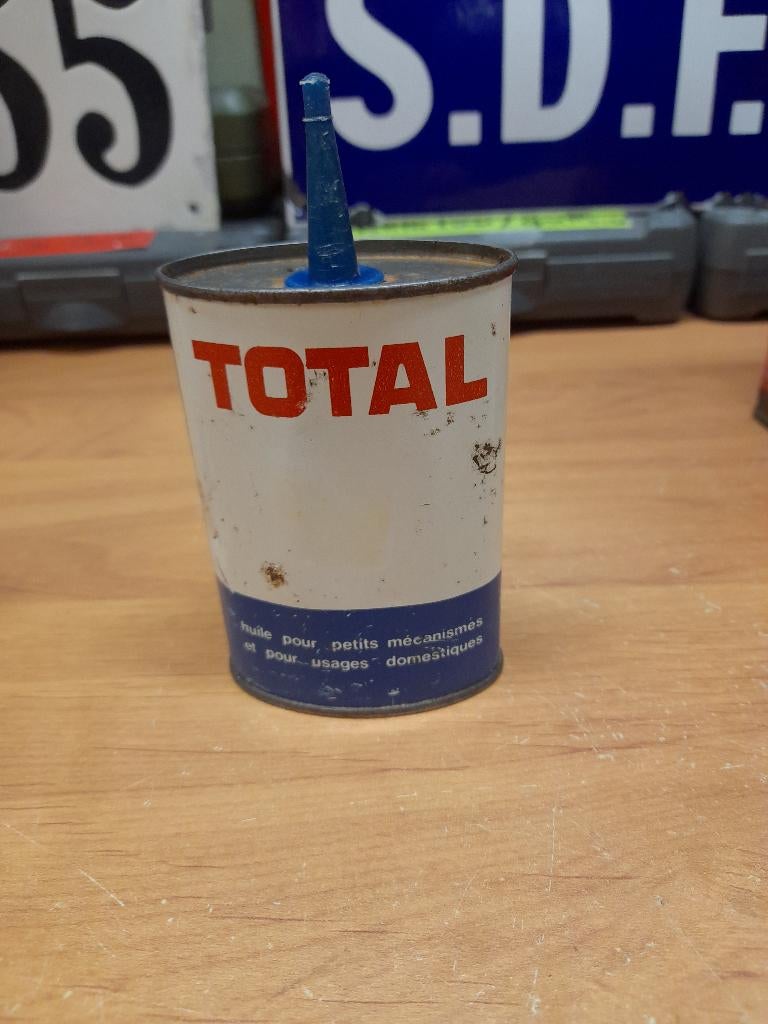 55
S.D.F.
TOTAL
huile pour petits mécanismes
et pour usages domestiques